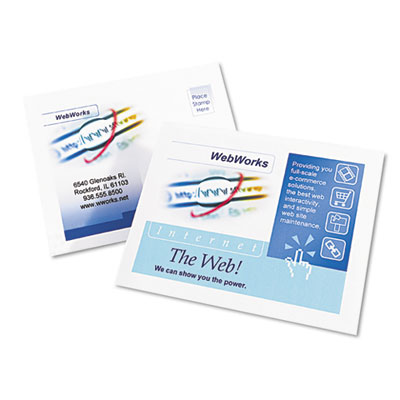 WebWorks
Place
Stamp
Here
6540 Glenoaks Rl.
Rockford, IL 61103
936.555.8500
www.wworks.net
WebWorks
Providing you
full-scale
e-commerce
solutions,
the best web
interactivity,
and simple
web site
maintenance.
Internet
The Web!
We can show you the power.